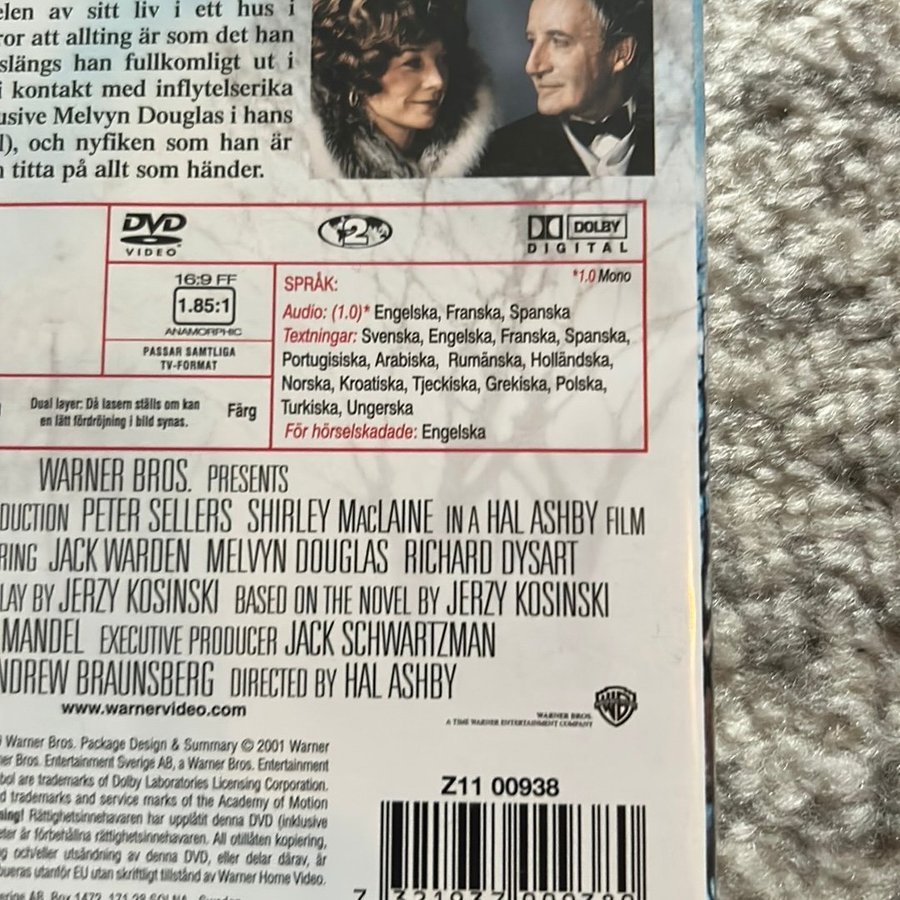 elen av sitt liv i ett hus i
ror att allting är som det han
slängs han fullkomligt ut i
i kontakt med inflytelserika
usive Melvyn Douglas i hans
l), och nyfiken som han är
titta på allt som händer.
DVD
VIDEO
2
DOLBY
DIGITAL
16:9 FF
1.85:1
ANAMORPHIC
PASSAR SAMTLIGA
TV-FORMAT
Dual layer: Då lasern ställs om kan
en lätt fördröjning i bild synas.
Färg
SPRÅK:
*1.0 Mono
Audio: (1.0)* Engelska, Franska, Spanska
Textningar: Svenska, Engelska, Franska, Spanska,
Portugisiska, Arabiska, Rumänska, Holländska,
Norska, Kroatiska, Tjeckiska, Grekiska, Polska,
Turkiska, Ungerska
För hörselskadade: Engelska
WARNER BROS. PRESENTS
DUCTION PETER SELLERS SHIRLEY MACLAINE IN A HAL ASHBY FILM
RING JACK WARDEN MELVYN DOUGLAS RICHARD DYSART
LAY BY JERZY KOSINSKI BASED ON THE NOVEL BY JERZY KOSINSKI
MANDEL EXECUTIVE PRODUCER JACK SCHWARTZMAN
NDREW BRAUNSBERG DIRECTED BY HAL ASHBY
www.warnervideo.com
WB
WARNER BROS.
A TIME WARNER ENTERTAINMENT COMPANY
Warner Bros. Package Design & Summary © 2001 Warner
er Bros. Entertainment Sverige AB, a Warner Bros. Entertainment
bol are trademarks of Dolby Laboratories Licensing Corporation.
d trademarks and service marks of the Academy of Motion
ning! Rättighetsinnehavaren har upplåtit denna DVD (inklusive
eter är förbehållna rättighetsinnehavaren. All otillåten kopiering,
g och/eller utsändning av denna DVD, eller delar därav, är
bueras utanför EU utan skriftligt tillstånd av Warner Home Video.
Z11 00938